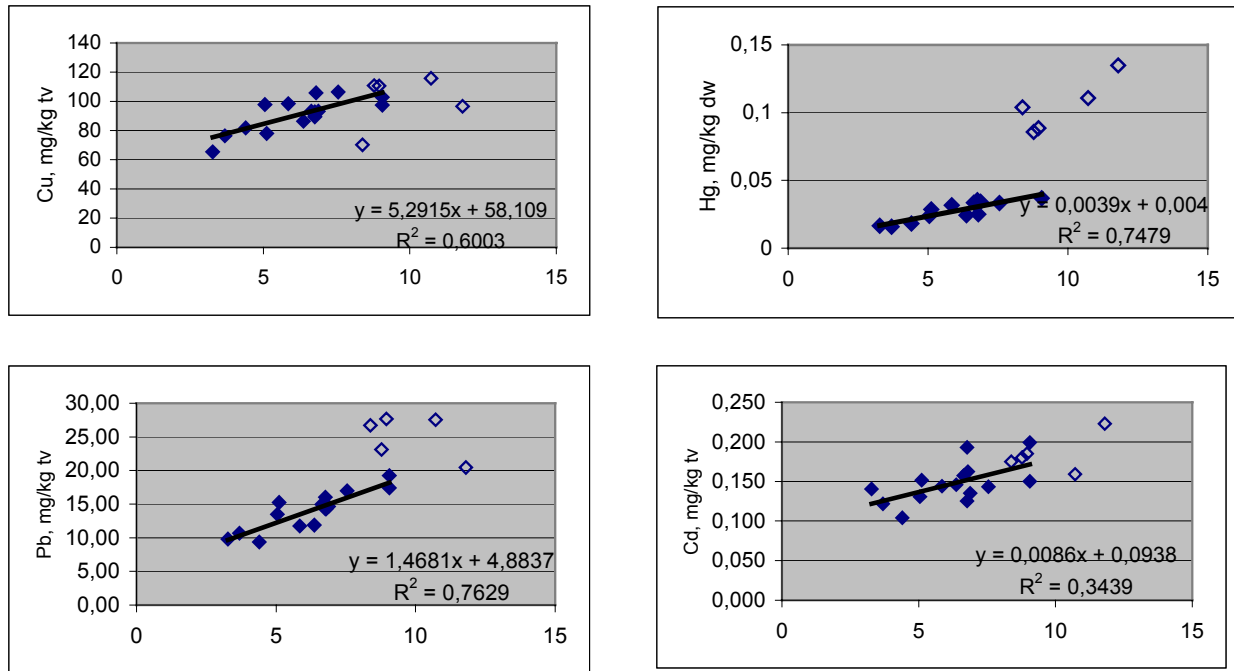 Cu, mg/kg tv
140
120
100
80
60
40
20
0
y = 5,2915x + 58,109
R² = 0,6003
0 5 10 15
Hg, mg/kg dw
0,15
0,1
0,05
0
y = 0,0039x + 0,004
R² = 0,7479
0 5 10 15
Pb, mg/kg tv
30,00
25,00
20,00
15,00
10,00
5,00
0,00
y = 1,4681x + 4,8837
R² = 0,7629
0 5 10 15
Cd, mg/kg tv
0,250
0,200
0,150
0,100
0,050
0,000
y = 0,0086x + 0,0938
R² = 0,3439
0 5 10 15